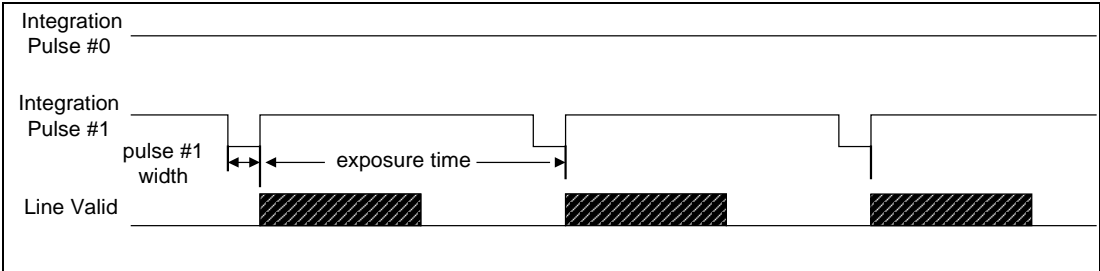 Integration
Pulse #0
Integration
Pulse #1
pulse #1
width
exposure time
Line Valid